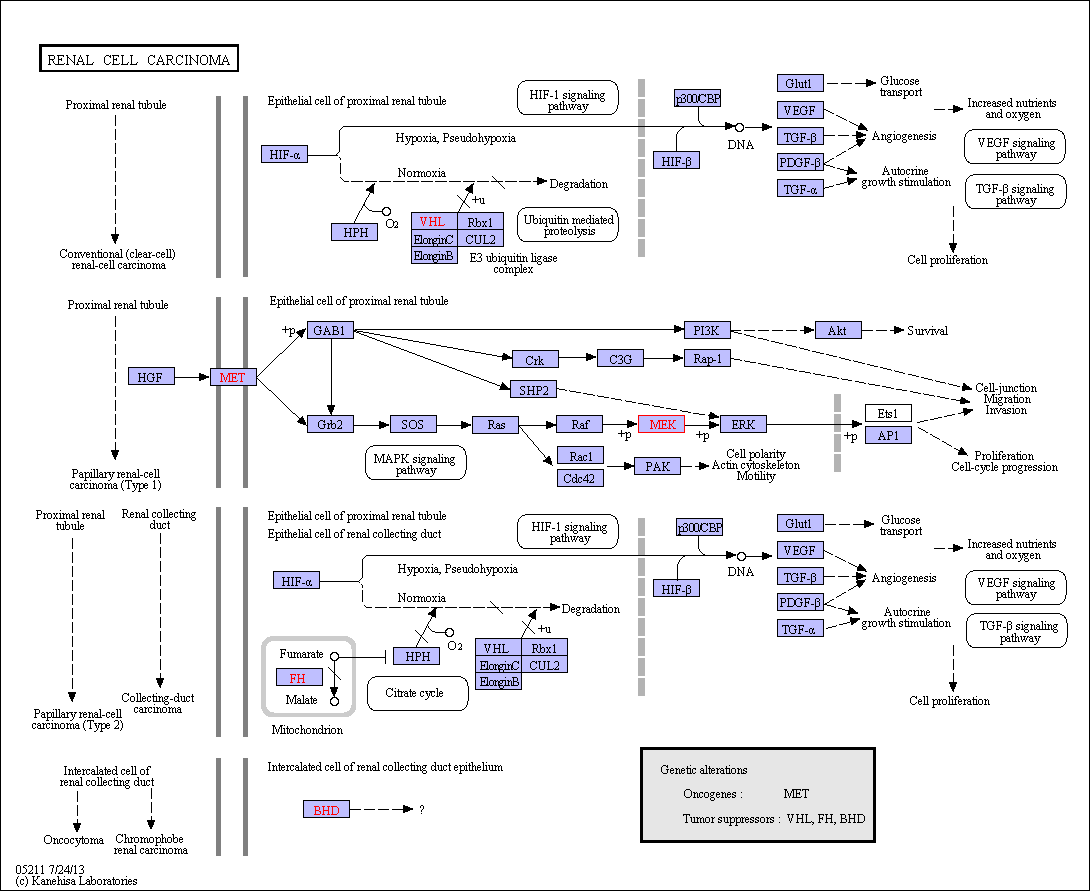 RENAL CELL CARCINOMA
Proximal renal tubule
Conventional (clear-cell)
renal-cell carcinoma
Epithelial cell of proximal renal tubule
HIF-1 signaling
pathway
Hypoxia, Pseudohypoxia
HIF-α
Normoxia
Degradation
HPH
O2
+u
VHL
Rbx1
ElonginC
CUL2
ElonginB
E3 ubiquitin ligase
complex
Ubiquitin mediated
proteolysis
p300/CBP
HIF-β
DNA
Glut1
VEGF
TGF-β
PDGF-β
TGF-α
Glucose
transport
Angiogenesis
Autocrine
growth stimulation
Increased nutrients
and oxygen
VEGF signaling
pathway
TGF-β signaling
pathway
Cell proliferation
Proximal renal tubule
Papillary renal-cell
carcinoma (Type 1)
Epithelial cell of proximal renal tubule
HGF
MET
+p
GAB1
PI3K
Akt
Survival
Crk
C3G
Rap-1
SHP2
Cell-junction
Migration
Invasion
Grb2
SOS
Ras
Raf
+p
MEK
+p
ERK
+p
Ets1
AP1
MAPK signaling
pathway
Rac1
Cdc42
PAK
Cell polarity
Actin cytoskeleton
Motility
Proliferation
Cell-cycle progression
Proximal renal
tubule
Renal collecting
duct
Papillary renal-cell
carcinoma (Type 2)
Collecting-duct
carcinoma
Epithelial cell of proximal renal tubule
Epithelial cell of renal collecting duct
HIF-1 signaling
pathway
Hypoxia, Pseudohypoxia
HIF-α
Normoxia
Degradation
HPH
O2
+u
VHL
Rbx1
ElonginC
CUL2
ElonginB
Fumarate
FH
Malate
Mitochondrion
Citrate cycle
p300/CBP
HIF-β
DNA
Glut1
VEGF
TGF-β
PDGF-β
TGF-α
Glucose
transport
Angiogenesis
Autocrine
growth stimulation
Increased nutrients
and oxygen
VEGF signaling
pathway
TGF-β signaling
pathway
Cell proliferation
Intercalated cell of
renal collecting duct
Oncocytoma
Chromophobe
renal carcinoma
Intercalated cell of renal collecting duct epithelium
BHD
?
Genetic alterations
Oncogenes : MET
Tumor suppressors : VHL, FH, BHD
05211 7/24/13
(c) Kanehisa Laboratories